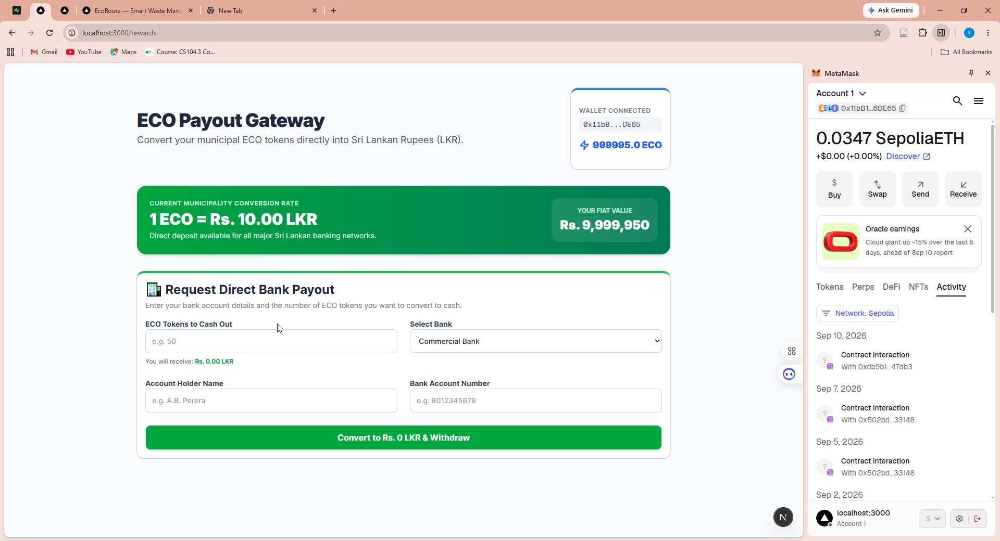 EcoRoute — Smart Waste Mana
New Tab
Ask Gemini
localhost:3000/rewards
V
Gmail
YouTube
Maps
Course: CS104.3 Co...
All Bookmarks
ECO Payout Gateway
Convert your municipal ECO tokens directly into Sri Lankan Rupees (LKR).
WALLET CONNECTED
0x11bB...DE65
999995.0 ECO
CURRENT MUNICIPALITY CONVERSION RATE
1 ECO = Rs. 10.00 LKR
Direct deposit available for all major Sri Lankan banking networks.
YOUR FIAT VALUE
Rs. 9,999,950
Request Direct Bank Payout
Enter your bank account details and the number of ECO tokens you want to convert to cash.
ECO Tokens to Cash Out
e.g. 50
You will receive: Rs. 0.00 LKR
Select Bank
Commercial Bank
Account Holder Name
e.g. A.B. Perera
Bank Account Number
e.g. 8012345678
Convert to Rs. 0 LKR & Withdraw
N
MetaMask
Account 1
0x11bB1...6DE65
0.0347 SepoliaETH
+$0.00 (+0.00%) Discover
$
Buy
Swap
Send
Receive
Oracle earnings
Cloud giant up ~15% over the last 5
days, ahead of Sep 10 report
Tokens
Perps
DeFi
NFTs
Activity
Network: Sepolia
Sep 10, 2026
?
S
Contract interaction
With 0xdb9b1...47db3
Sep 7, 2026
?
S
Contract interaction
With 0x502bd...33148
Sep 5, 2026
?
S
Contract interaction
With 0x502bd...33148
Sep 2, 2026
localhost:3000
Account 1
S